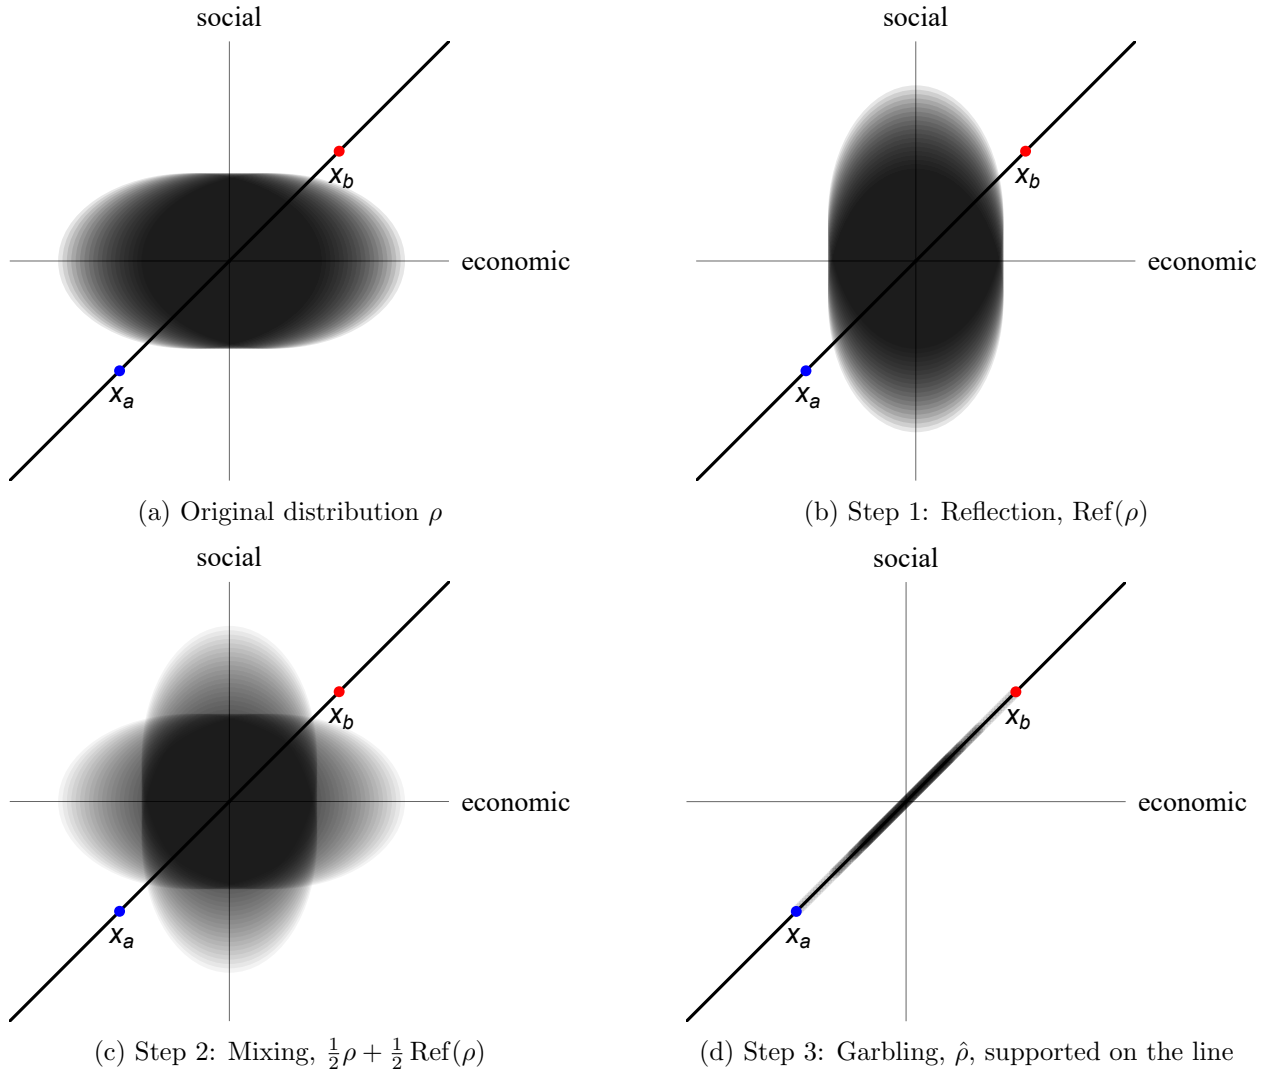 social
x_b
economic
x_a
(a) Original distribution ρ
social
x_b
economic
x_a
(b) Step 1: Reflection, Ref(ρ)
social
x_b
economic
x_a
(c) Step 2: Mixing, ½ρ + ½ Ref(ρ)
social
x_b
economic
x_a
(d) Step 3: Garbling, ρ̂, supported on the line